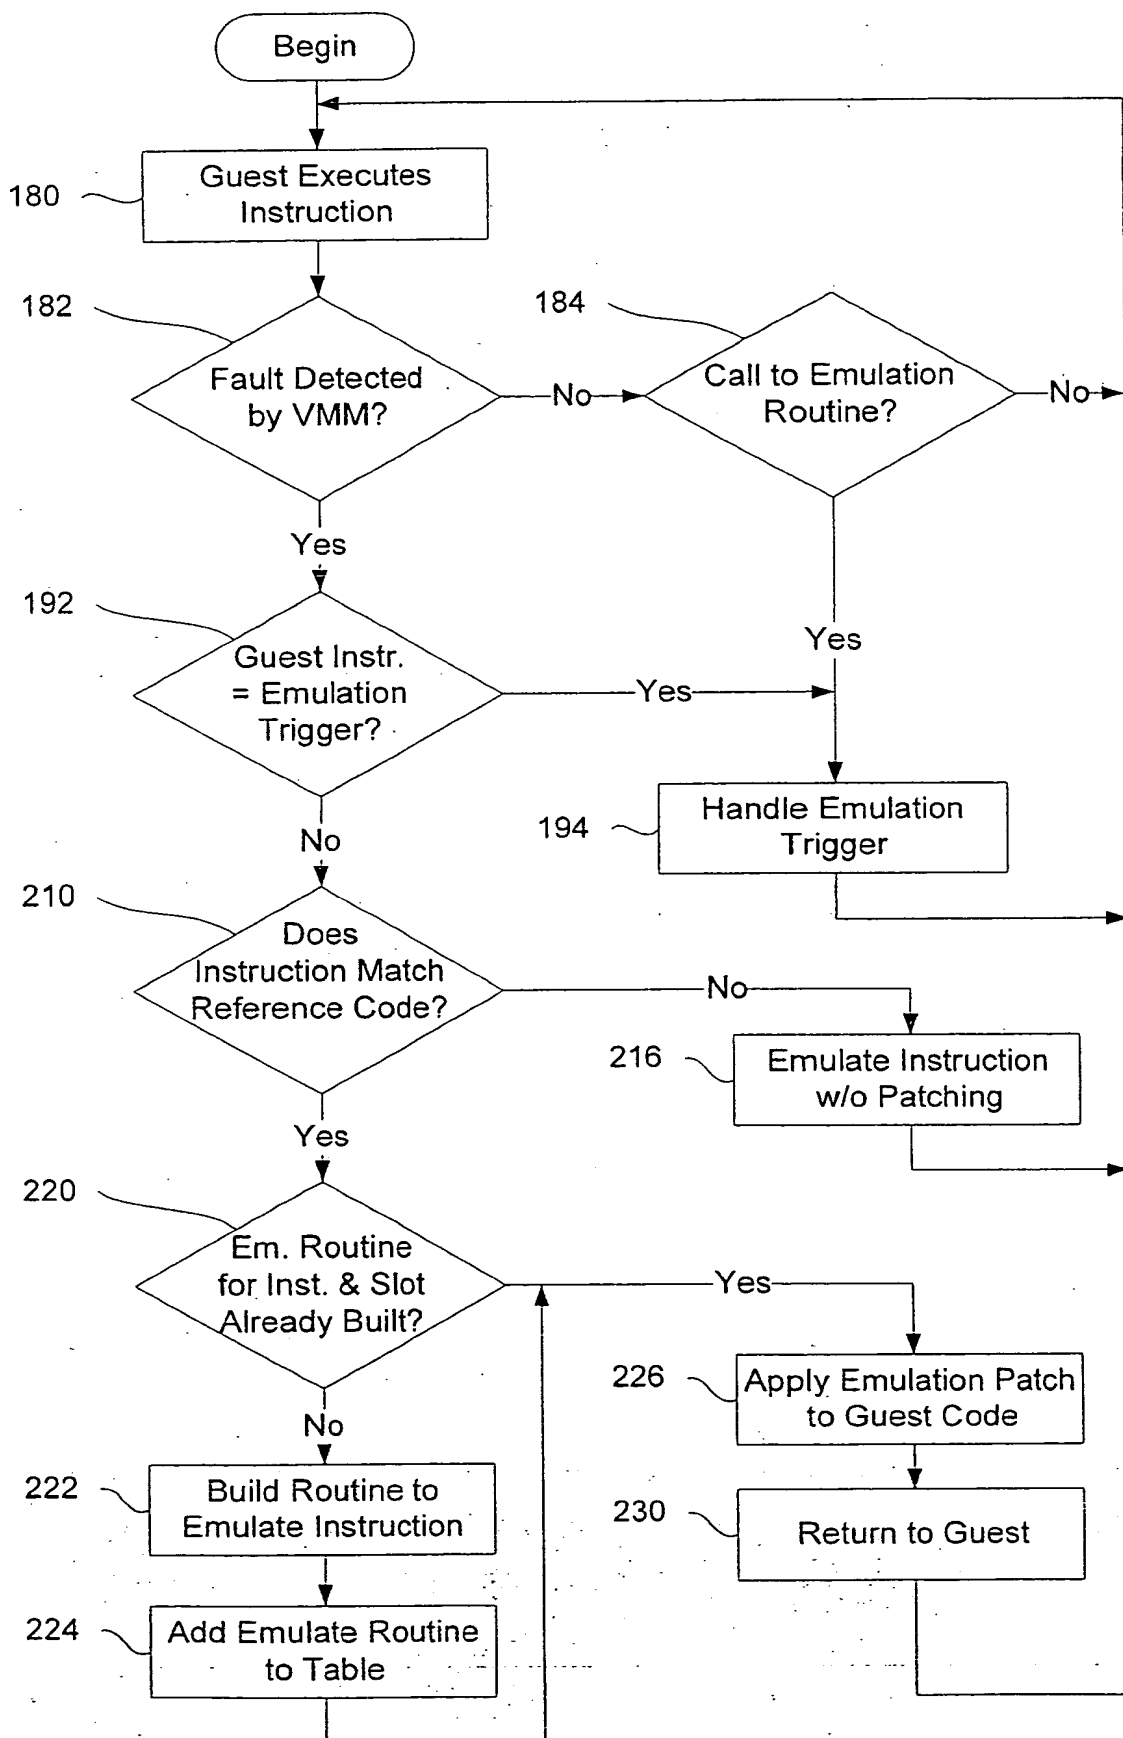 Begin
180
Guest Executes
Instruction
182
Fault Detected
by VMM?
No
184
Call to Emulation
Routine?
No
Yes
Yes
192
Guest Instr.
= Emulation
Trigger?
Yes
No
194
Handle Emulation
Trigger
210
Does
Instruction Match
Reference Code?
No
216
Emulate Instruction
w/o Patching
Yes
220
Em. Routine
for Inst. & Slot
Already Built?
Yes
No
226
Apply Emulation Patch
to Guest Code
222
Build Routine to
Emulate Instruction
230
Return to Guest
224
Add Emulate Routine
to Table